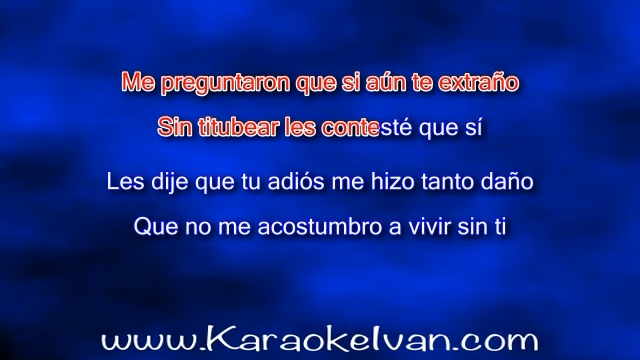 Me preguntaron que si aún te extraño
Sin titubear les contesté que sí
Les dije que tu adiós me hizo tanto daño
Que no me acostumbro a vivir sin ti
www.KaraokeIvan.com